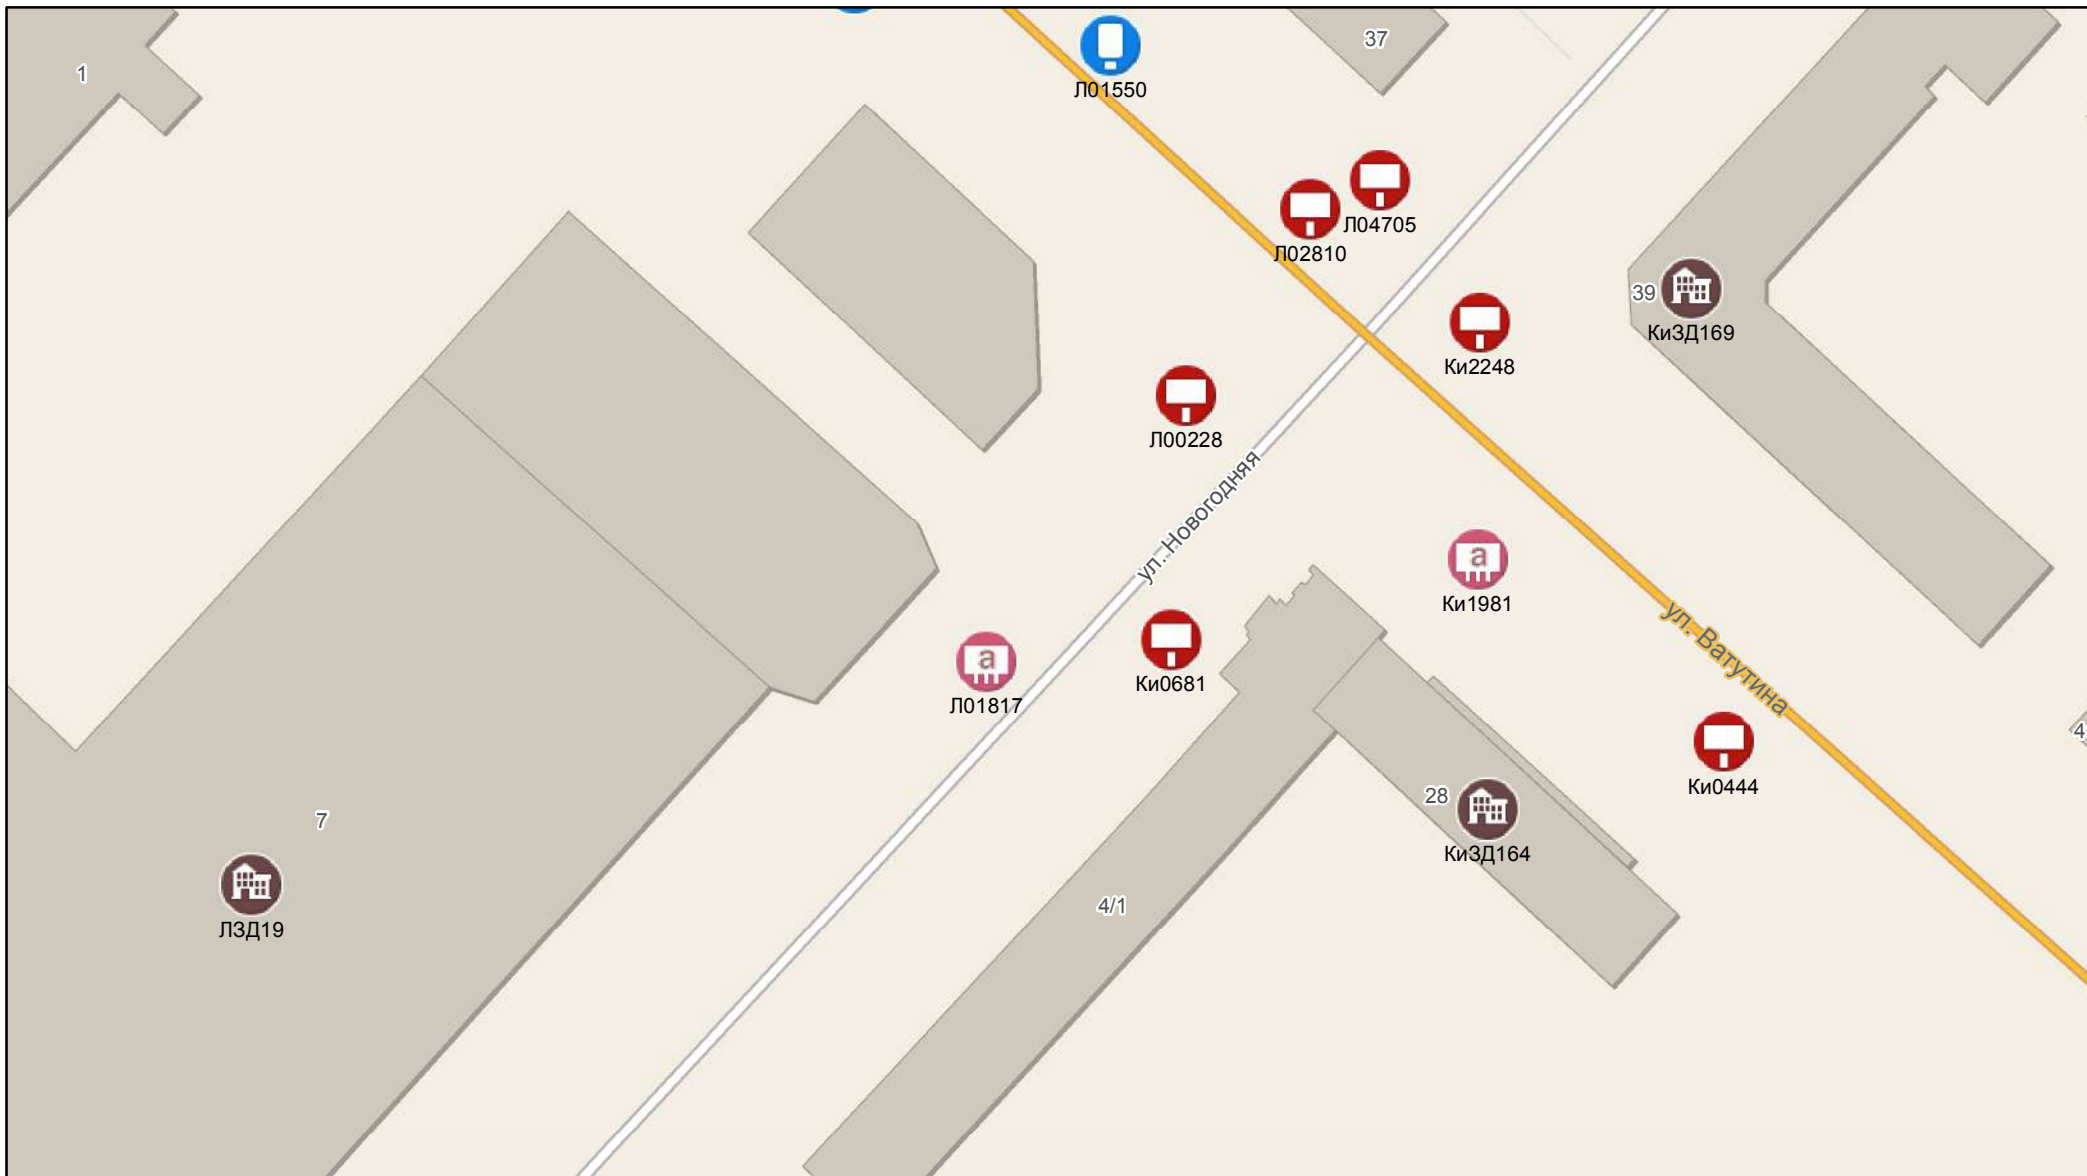 37
1
Л01550
Л04705
Л02810
39
КиЗД169
Ки2248
Л00228
ул. Новогодняя
Ки1981
ул. Ватутина
Ки0681
Л01817
4
Ки0444
28
КиЗД164
7
4/1
ЛЗД19